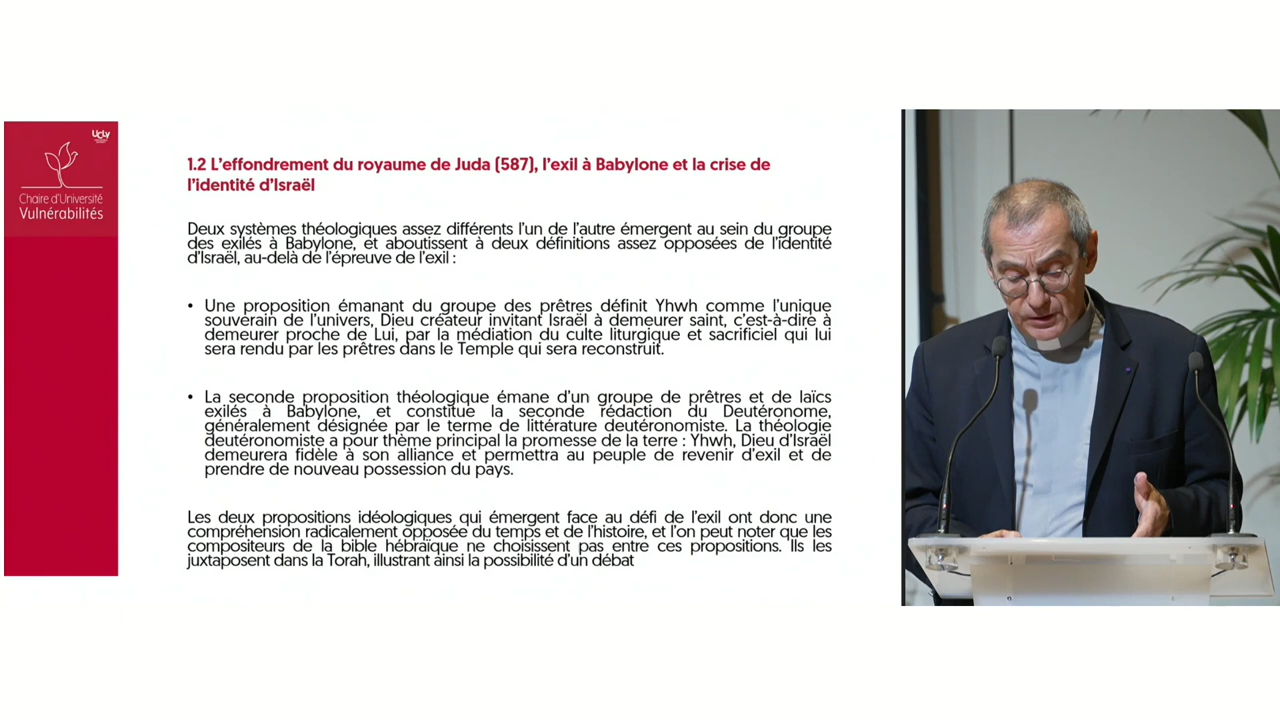 UCLy
Chaire d'Université
Vulnérabilités
1.2 L'effondrement du royaume de Juda (587), l'exil à Babylone et la crise de
l'identité d'Israël
Deux systèmes théologiques assez différents l'un de l'autre émergent au sein du groupe
des exilés à Babylone, et aboutissent à deux définitions assez opposées de l'identité
d'Israël, au-delà de l'épreuve de l'exil :
• Une proposition émanant du groupe des prêtres définit Yhwh comme l'unique
souverain de l'univers, Dieu créateur invitant Israël à demeurer saint, c'est-à-dire à
demeurer proche de Lui, par la médiation du culte liturgique et sacrificiel qui lui
sera rendu par les prêtres dans le Temple qui sera reconstruit.
• La seconde proposition théologique émane d'un groupe de prêtres et de laïcs
exilés à Babylone, et constitue la seconde rédaction du Deutéronome,
généralement désignée par le terme de littérature deutéronomiste. La théologie
deutéronomiste a pour thème principal la promesse de la terre : Yhwh, Dieu d'Israël
demeurera fidèle à son alliance et permettra au peuple de revenir d'exil et de
prendre de nouveau possession du pays.
Les deux propositions idéologiques qui émergent face au défi de l'exil ont donc une
compréhension radicalement opposée du temps et de l'histoire, et l'on peut noter que les
compositeurs de la bible hébraïque ne choisissent pas entre ces propositions. Ils les
juxtaposent dans la Torah, illustrant ainsi la possibilité d'un débat